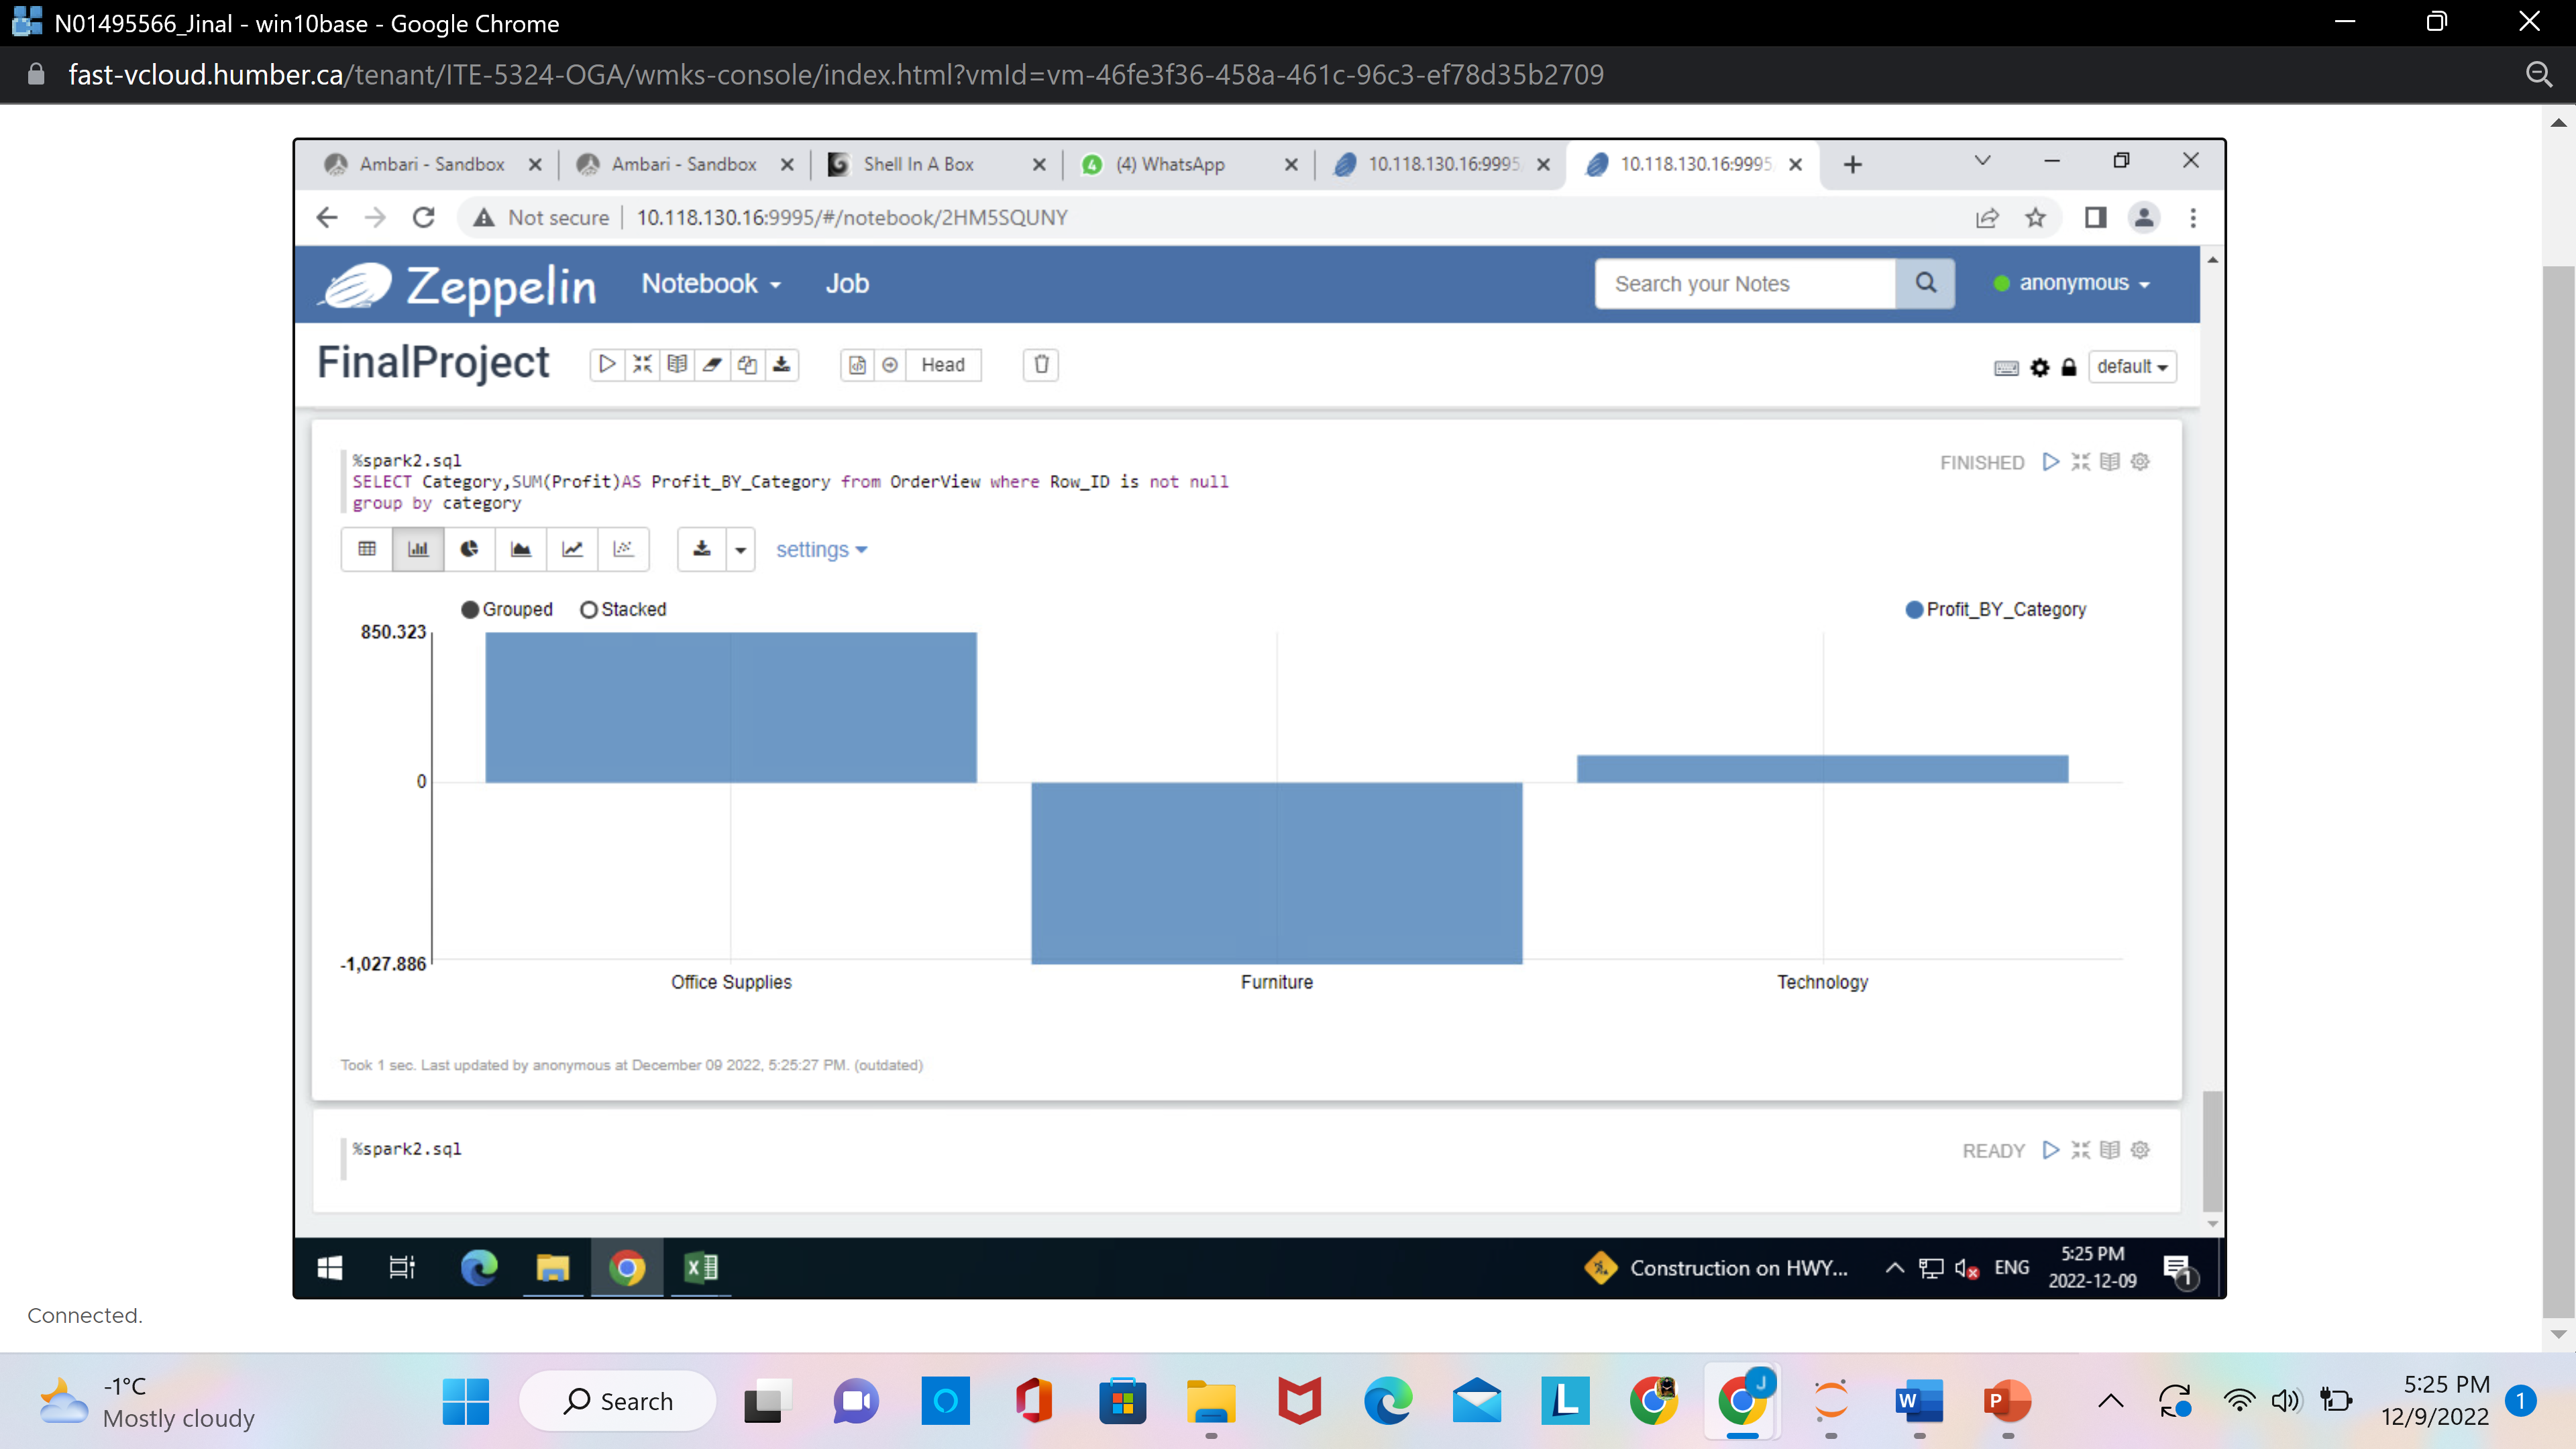 N01495566_Jinal - win10base - Google Chrome
fast-vcloud.humber.ca/tenant/ITE-5324-OGA/wmks-console/index.html?vmId=vm-46fe3f36-458a-461c-96c3-ef78d35b2709
Ambari - Sandbox Ambari - Sandbox Shell In A Box (4) WhatsApp 10.118.130.16:9995 10.118.130.16:9995
Not secure 10.118.130.16:9995/#/notebook/2HM5SQUNY
Zeppelin Notebook Job Search your Notes anonymous
FinalProject Head default
%spark2.sql FINISHED
SELECT Category,SUM(Profit)AS Profit_BY_Category from OrderView where Row_ID is not null
group by category
settings
Grouped Stacked Profit_BY_Category
850.323
0
-1,027.886
Office Supplies Furniture Technology
Took 1 sec. Last updated by anonymous at December 09 2022, 5:25:27 PM. (outdated)
%spark2.sql READY
Construction on HWY... ENG 5:25 PM
2022-12-09
1
Connected.
-1°C
Mostly cloudy
Search
5:25 PM
12/9/2022
1